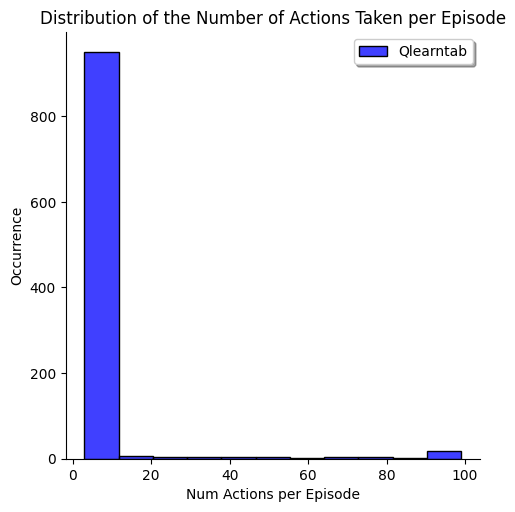 Distribution of the Number of Actions Taken per Episode
Qlearntab
800
600
400
200
0
Occurrence
0 20 40 60 80 100
Num Actions per Episode